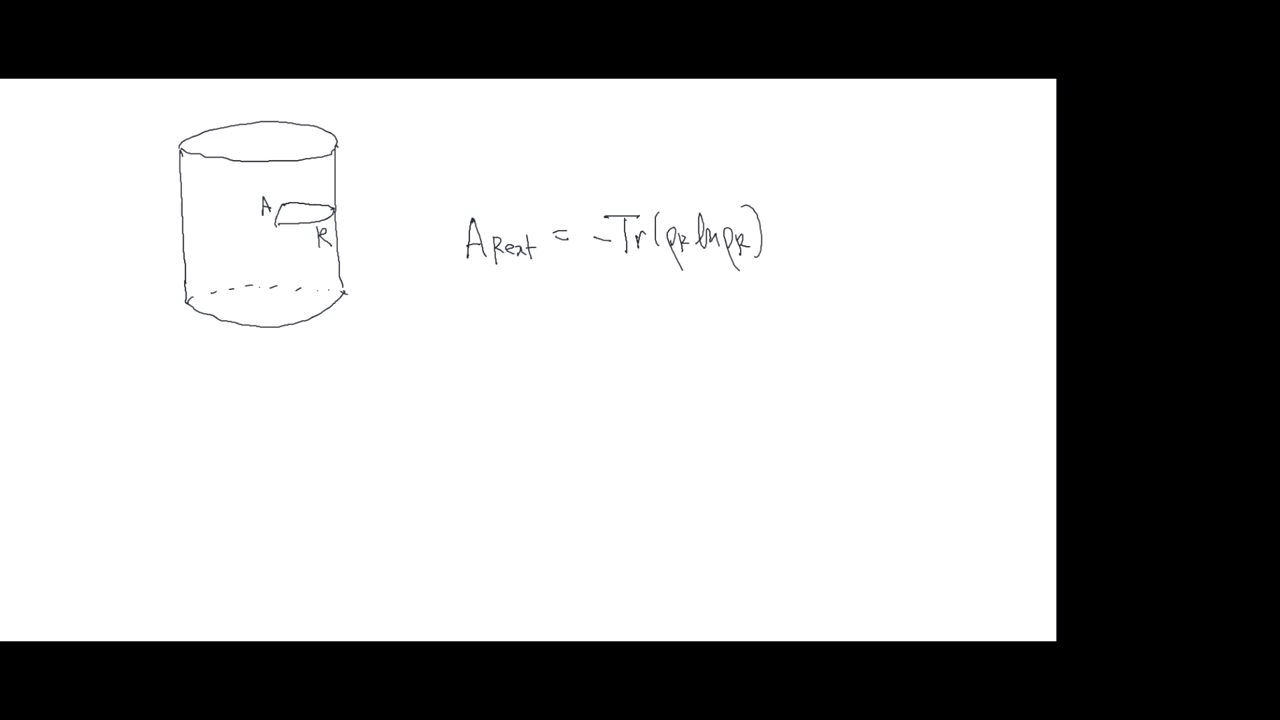 A
R
A_Rext = -Tr(ρ_R ln ρ_R)